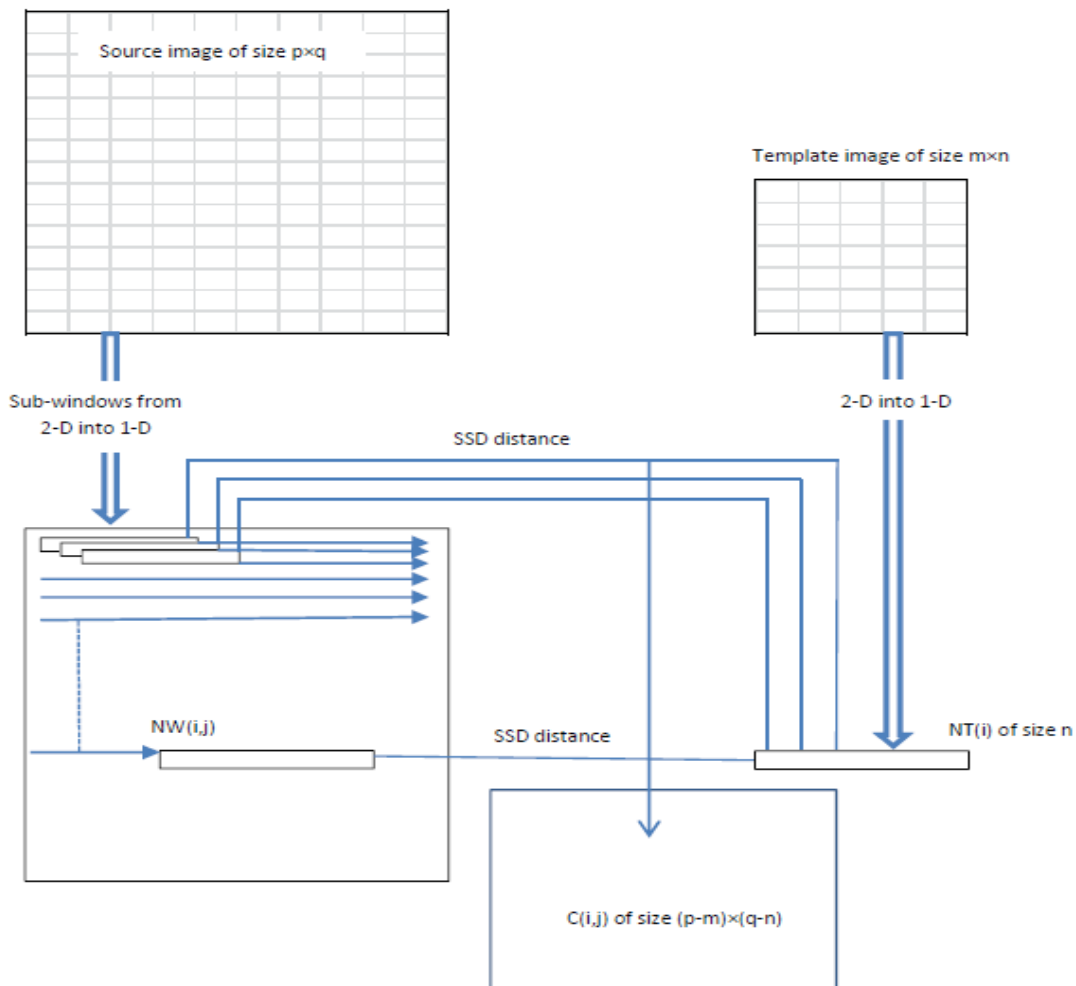 Source image of size p×q
Template image of size m×n
Sub-windows from
2-D into 1-D
2-D into 1-D
SSD distance
NW(i,j)
SSD distance
NT(i) of size n
C(i,j) of size (p-m)×(q-n)